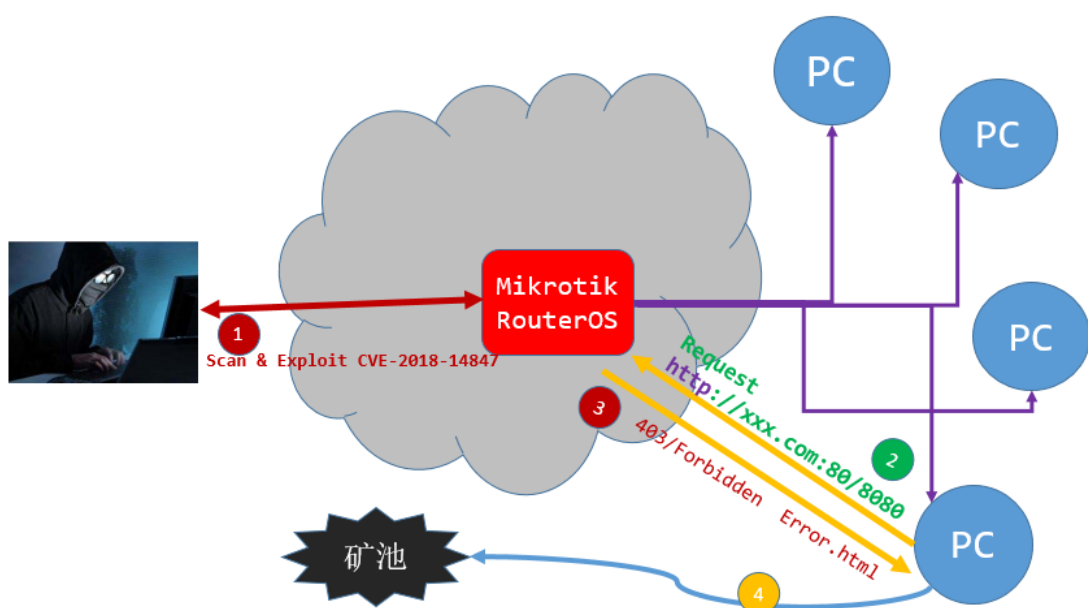 PC
PC
Mikrotik
RouterOS
PC
1
Scan & Exploit CVE-2018-14847
Request
http://xxx.com:80/8080
2
3
403/Forbidden Error.html
PC
矿池
4